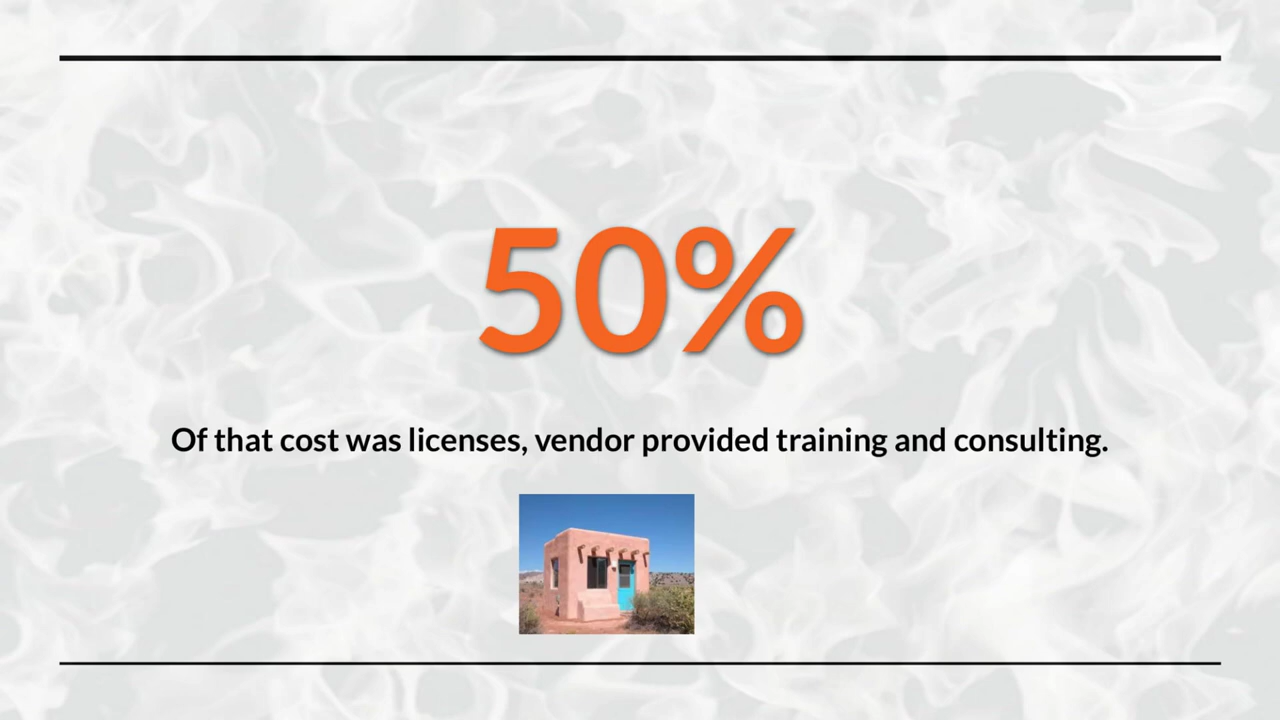 50%
Of that cost was licenses, vendor provided training and consulting.